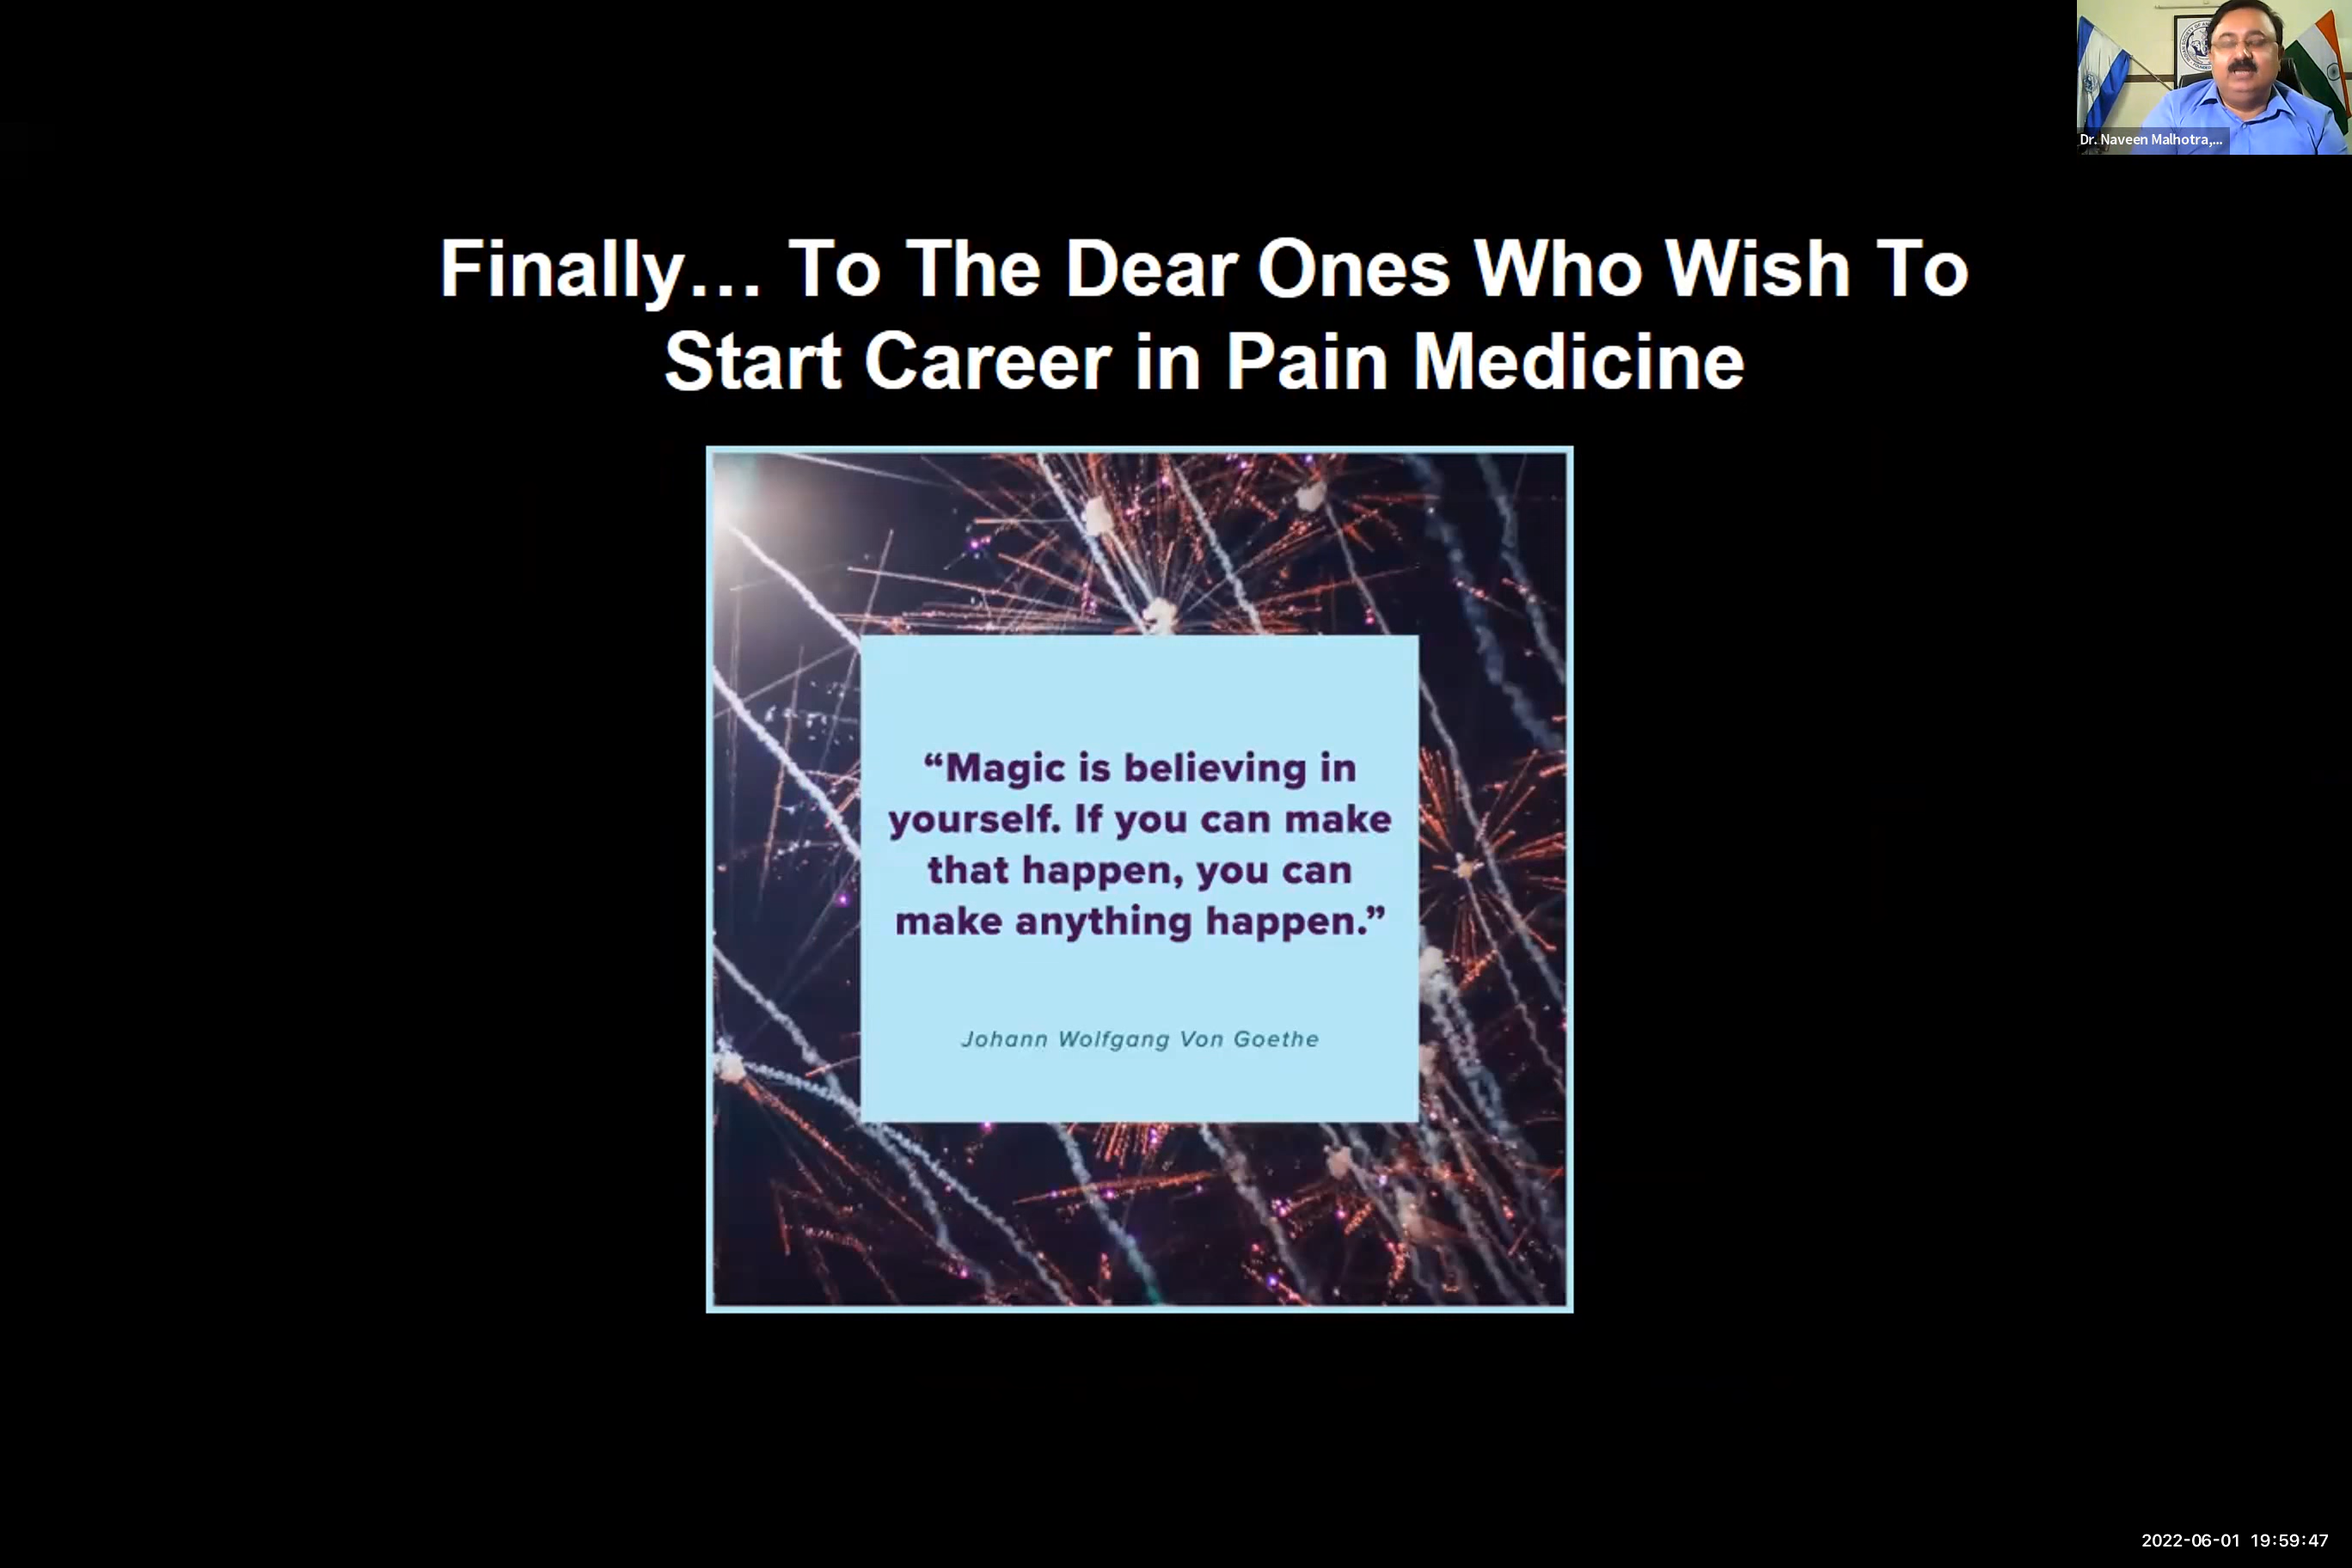 Dr. Naveen Malhotra,...
Finally… To The Dear Ones Who Wish To
Start Career in Pain Medicine
“Magic is believing in
yourself. If you can make
that happen, you can
make anything happen.”
Johann Wolfgang Von Goethe
2022-06-01 19:59:47